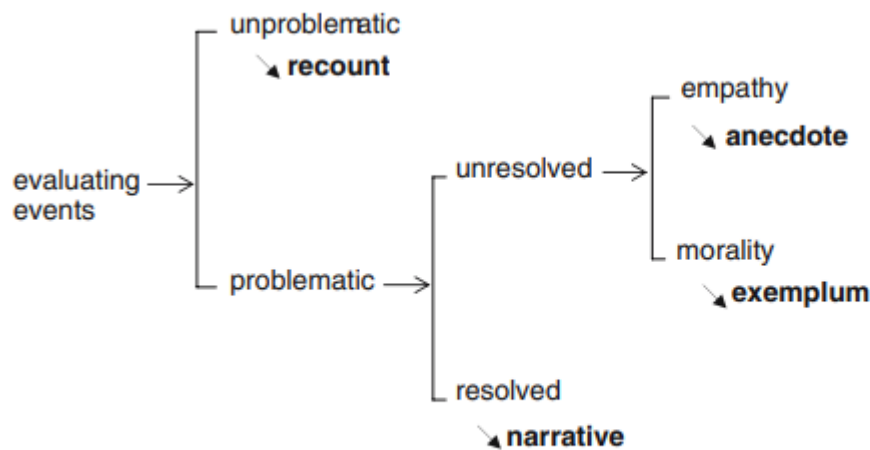 unproblematic
recount
empathy
anecdote
unresolved
evaluating
events
morality
problematic
exemplum
resolved
narrative